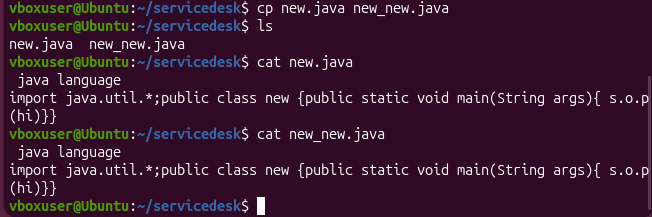 vboxuser@Ubuntu:~/servicedesk$ cp new.java new_new.java
vboxuser@Ubuntu:~/servicedesk$ ls
new.java  new_new.java
vboxuser@Ubuntu:~/servicedesk$ cat new.java
 java language
import java.util.*;public class new {public static void main(String args){ s.o.p
(hi)}}
vboxuser@Ubuntu:~/servicedesk$ cat new_new.java
 java language
import java.util.*;public class new {public static void main(String args){ s.o.p
(hi)}}
vboxuser@Ubuntu:~/servicedesk$